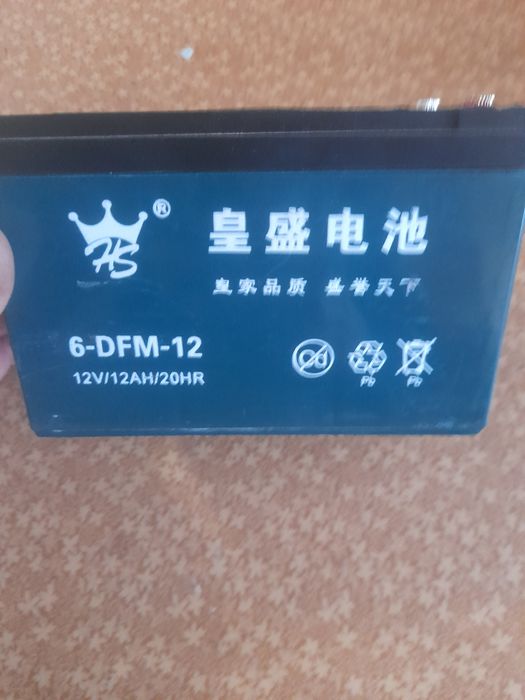 HS ®
皇盛电池
皇家品质 喜誉天下
6-DFM-12
12V/12AH/20HR
Cd
Pb Pb